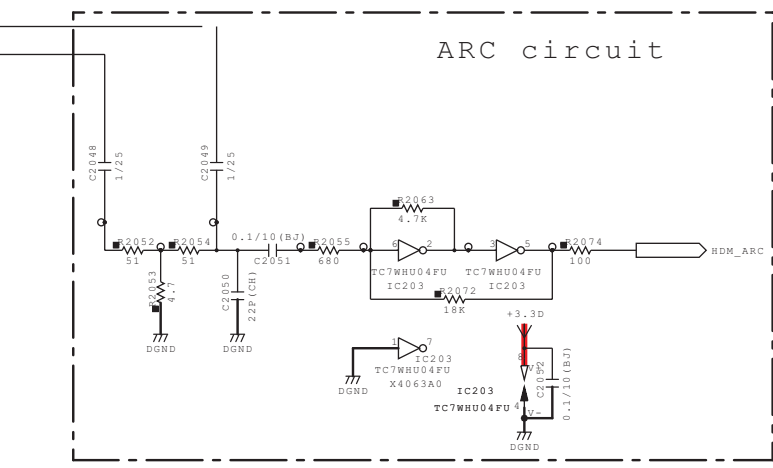 ARC circuit
C2048
1/25
C2049
1/25
R2063
4.7K
R2052
51
R2054
51
0.1/10(BJ)
C2051
R2055
680
6
2
TC7WHU04FU
IC203
3
5
TC7WHU04FU
IC203
R2074
100
HDM_ARC
R2053
4.7
C2050
22P(CH)
R2072
18K
DGND
DGND
+3.3D
1
7
IC203
TC7WHU04FU
X4063A0
DGND
8
V+
C2052
0.1/10(BJ)
IC203
TC7WHU04FU
4
V-
DGND